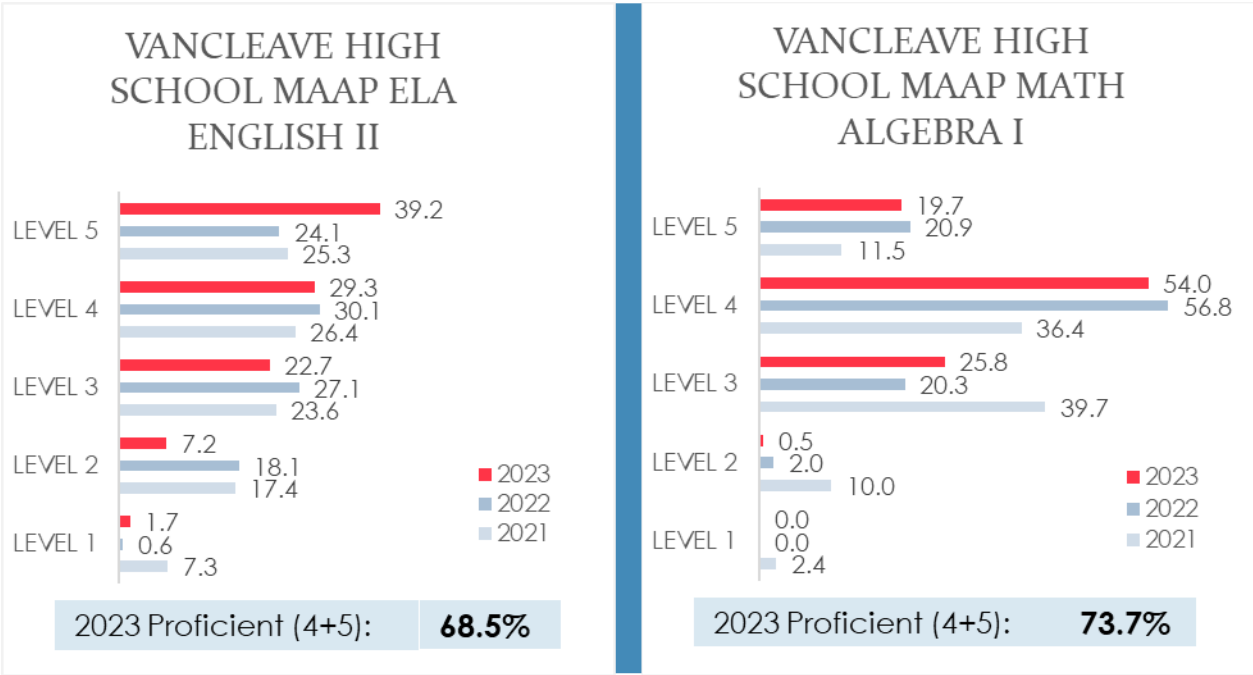 VANCLEAVE HIGH
SCHOOL MAAP ELA
ENGLISH II
LEVEL 5
39.2
24.1
25.3
LEVEL 4
29.3
30.1
26.4
LEVEL 3
22.7
27.1
23.6
LEVEL 2
7.2
18.1
17.4
LEVEL 1
1.7
0.6
7.3
2023
2022
2021
2023 Proficient (4+5): 68.5%
VANCLEAVE HIGH
SCHOOL MAAP MATH
ALGEBRA I
LEVEL 5
19.7
20.9
11.5
LEVEL 4
54.0
56.8
36.4
LEVEL 3
25.8
20.3
39.7
LEVEL 2
0.5
2.0
10.0
LEVEL 1
0.0
0.0
2.4
2023
2022
2021
2023 Proficient (4+5): 73.7%